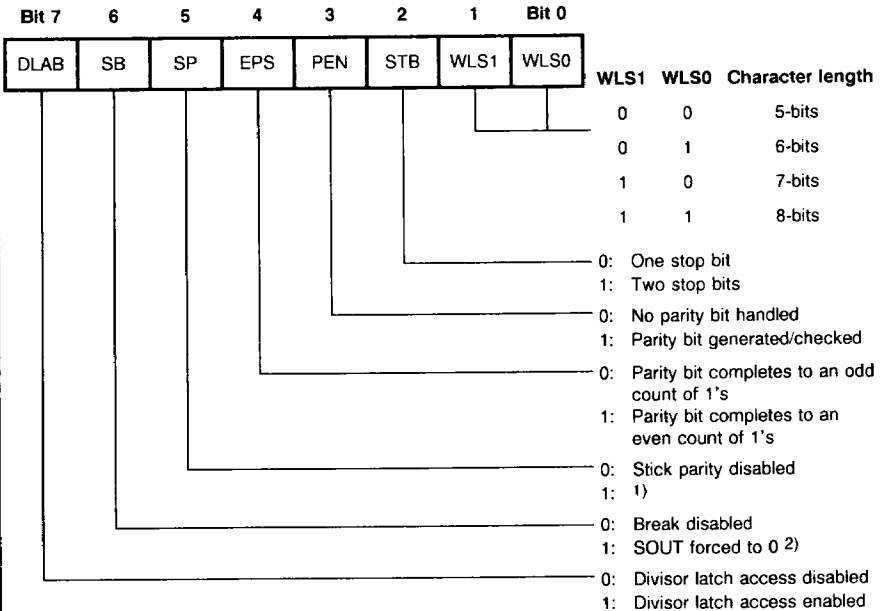 Bit 7 6 5 4 3 2 1 Bit 0
DLAB SB SP EPS PEN STB WLS1 WLS0
WLS1 WLS0 Character length
0 0 5-bits
0 1 6-bits
1 0 7-bits
1 1 8-bits
0: One stop bit
1: Two stop bits
0: No parity bit handled
1: Parity bit generated/checked
0: Parity bit completes to an odd
count of 1's
1: Parity bit completes to an
even count of 1's
0: Stick parity disabled
1: 1)
0: Break disabled
1: SOUT forced to 0 2)
0: Divisor latch access disabled
1: Divisor latch access enabled